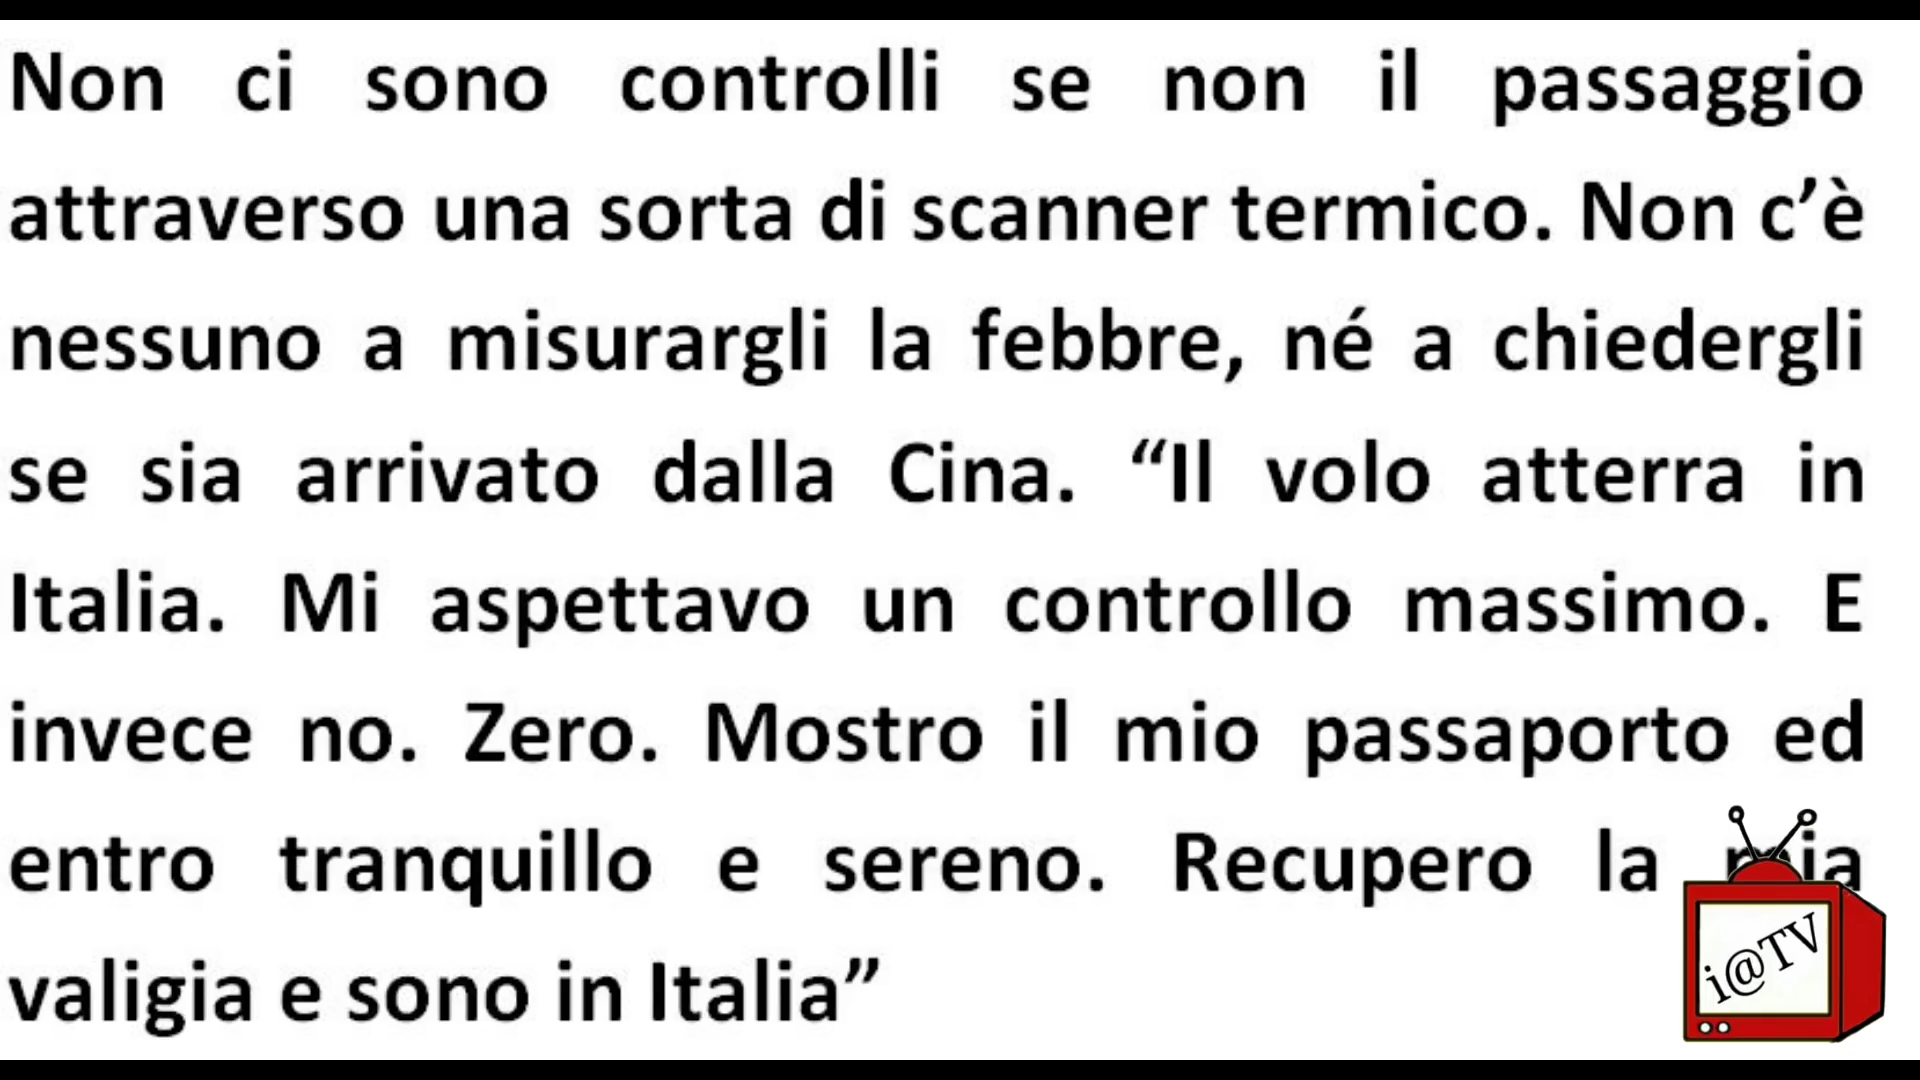 Non ci sono controlli se non il passaggio
attraverso una sorta di scanner termico. Non c’è
nessuno a misurargli la febbre, né a chiedergli
se sia arrivato dalla Cina. “Il volo atterra in
Italia. Mi aspettavo un controllo massimo. E
invece no. Zero. Mostro il mio passaporto ed
entro tranquillo e sereno. Recupero la mia
valigia e sono in Italia”
i@TV